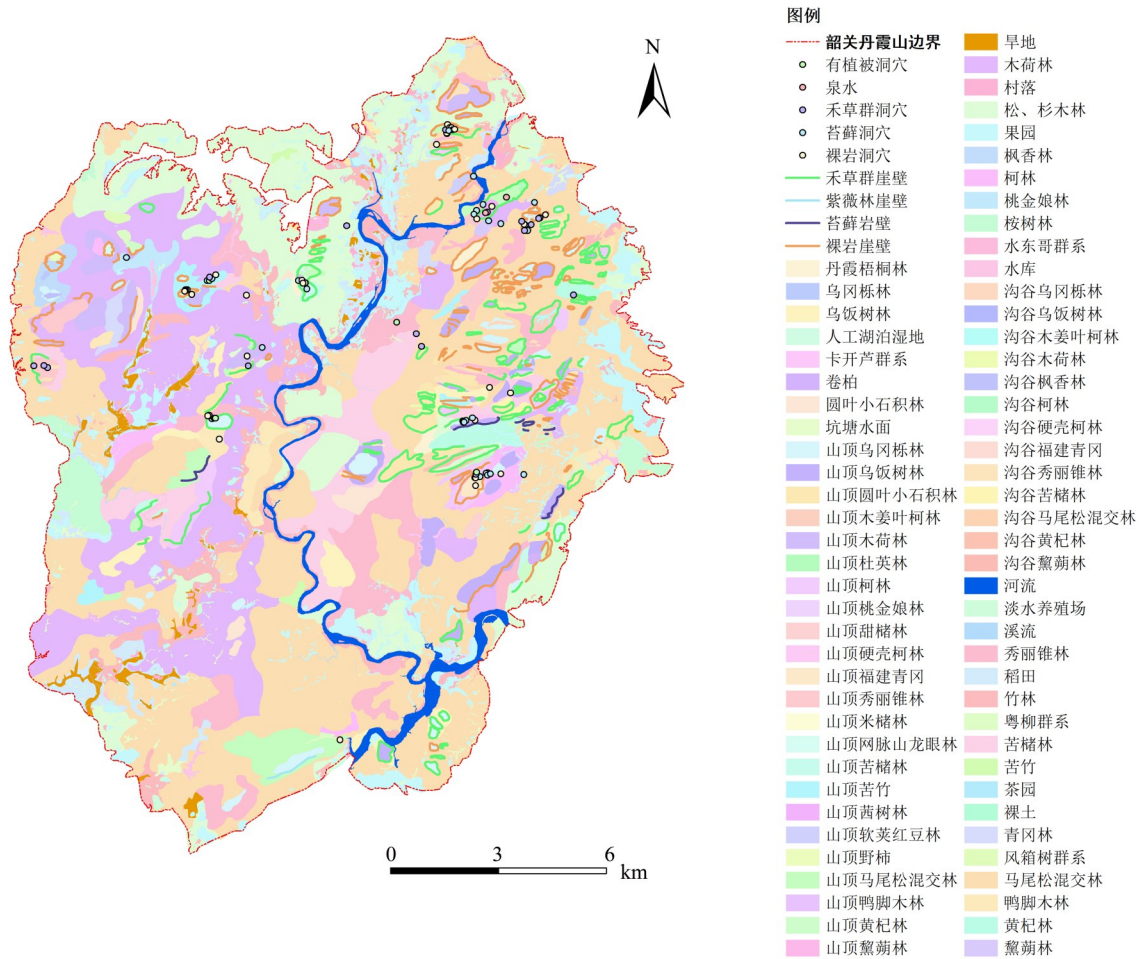 图例
N
韶关丹霞山边界
有植被洞穴
泉水
禾草群洞穴
苔藓洞穴
裸岩洞穴
禾草群崖壁
紫薇林崖壁
苔藓岩壁
裸岩崖壁
丹霞梧桐林
乌冈栎林
乌饭树林
人工湖泊湿地
卡开芦群系
卷柏
圆叶小石积林
坑塘水面
山顶乌冈栎林
山顶乌饭树林
山顶圆叶小石积林
山顶木姜叶柯林
山顶木荷林
山顶杜英林
山顶柯林
山顶桃金娘林
山顶甜槠林
山顶硬壳柯林
山顶福建青冈
山顶秀丽锥林
山顶米槠林
山顶网脉山龙眼林
山顶苦槠林
山顶苦竹
山顶茜树林
山顶软荚红豆林
山顶野柿
山顶马尾松混交林
山顶鸭脚木林
山顶黄杞林
山顶黧蒴林
旱地
木荷林
村落
松、杉木林
果园
枫香林
柯林
桃金娘林
桉树林
水东哥群系
水库
沟谷乌冈栎林
沟谷乌饭树林
沟谷木姜叶柯林
沟谷木荷林
沟谷枫香林
沟谷柯林
沟谷硬壳柯林
沟谷福建青冈
沟谷秀丽锥林
沟谷苦槠林
沟谷马尾松混交林
沟谷黄杞林
沟谷黧蒴林
河流
淡水养殖场
溪流
秀丽锥林
稻田
竹林
粤柳群系
苦槠林
苦竹
茶园
裸土
青冈林
风箱树群系
马尾松混交林
鸭脚木林
黄杞林
黧蒴林
0 3 6
km